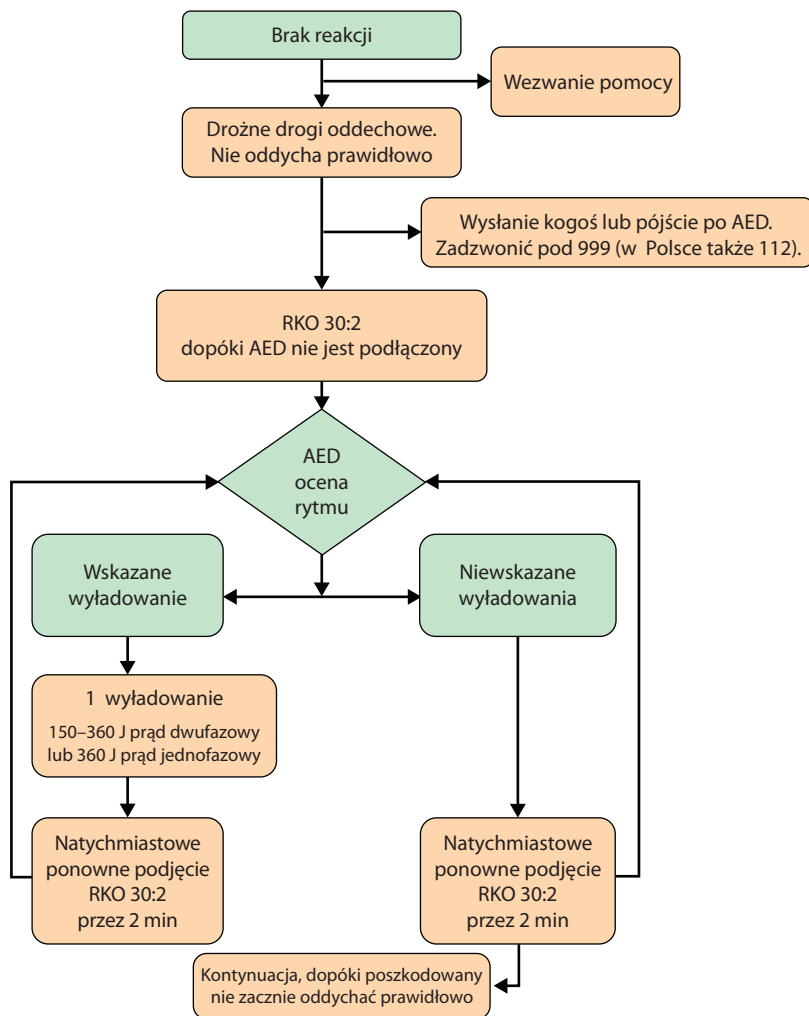 Brak reakcji
Wezwanie pomocy
Drożne drogi oddechowe.
Nie oddycha prawidłowo
Wysłanie kogoś lub pójście po AED.
Zadzwonić pod 999 (w Polsce także 112).
RKO 30:2
dopóki AED nie jest podłączony
AED
ocena
rytmu
Wskazane
wyładowanie
Niewskazane
wyładowania
1 wyładowanie
150–360 J prąd dwufazowy
lub 360 J prąd jednofazowy
Natychmiastowe
ponowne podjęcie
RKO 30:2
przez 2 min
Natychmiastowe
ponowne podjęcie
RKO 30:2
przez 2 min
Kontynuacja, dopóki poszkodowany
nie zacznie oddychać prawidłowo